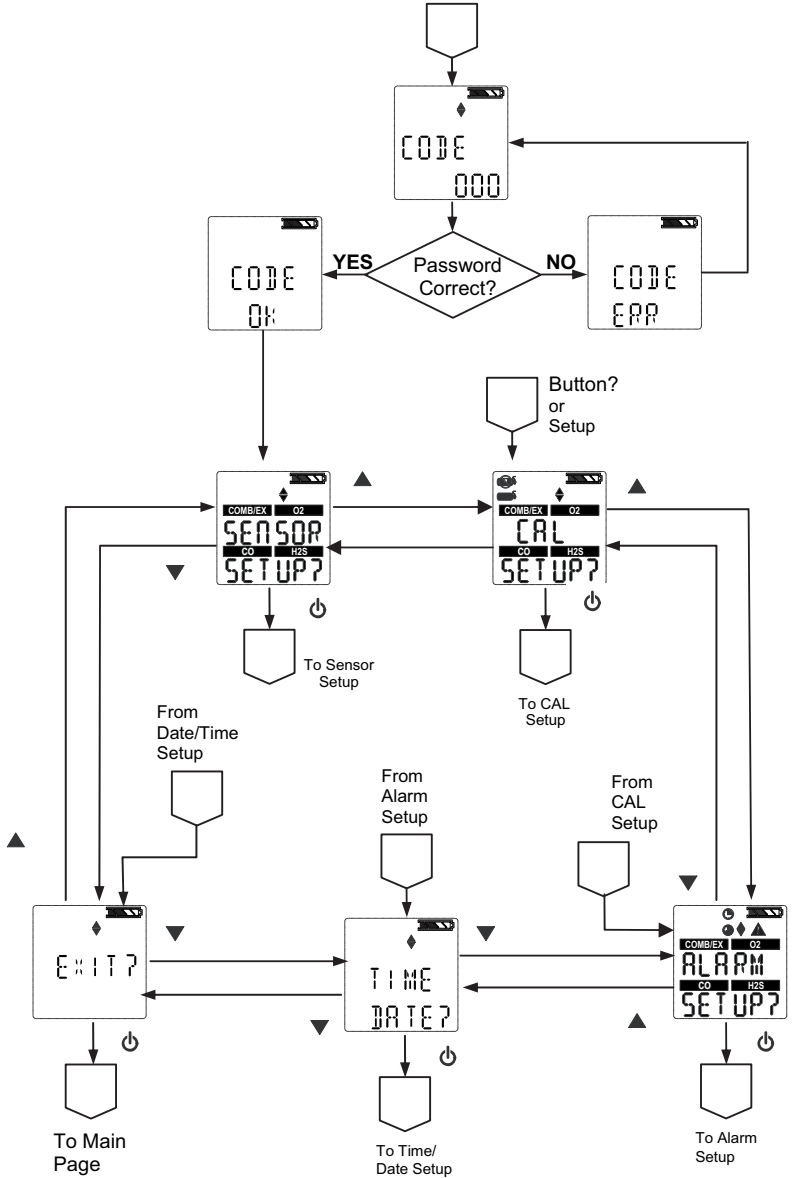 CODE
000
YES
Password
Correct?
NO
CODE
OK
CODE
ERR
Button?
or
Setup
COMB/EX O2
SENSOR
CO H2S
SETUP?
COMB/EX O2
CAL
CO H2S
SETUP?
To Sensor
Setup
To CAL
Setup
From
Date/Time
Setup
From
Alarm
Setup
From
CAL
Setup
EXIT?
TIME
DATE?
COMB/EX O2
ALARM
CO H2S
SETUP?
To Main
Page
To Time/
Date Setup
To Alarm
Setup